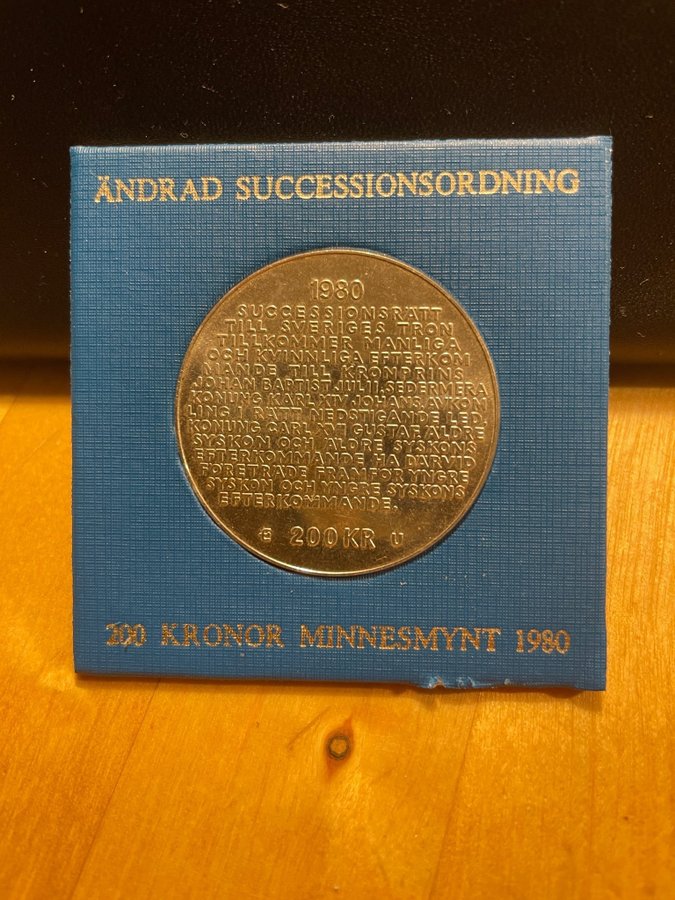 ÄNDRAD SUCCESSIONSORDNING
1980
SUCCESSIONSRÄTT
TILL SVERIGES TRON
TILLKOMMER MANLIGA
OCH KVINNLIGA EFTERKOM
MANDE TILL KRONPRINS
JOHAN BAPTIST JULII, SEDERMERA
KONUNG KARL XIV JOHANS, AVKOM
LING I RÄTT NEDSTIGANDE LED
KONUNG CARL XVI GUSTAF. ÄLDRE
SYSKON OCH ÄLDRE SYSKONS
EFTERKOMMANDE HA DÄRVID
FÖRETRÄDE FRAMFÖR YNGRE
SYSKON OCH YNGRE SYSKONS
EFTERKOMMANDE.
200 KR U
200 KRONOR MINNESMYNT 1980